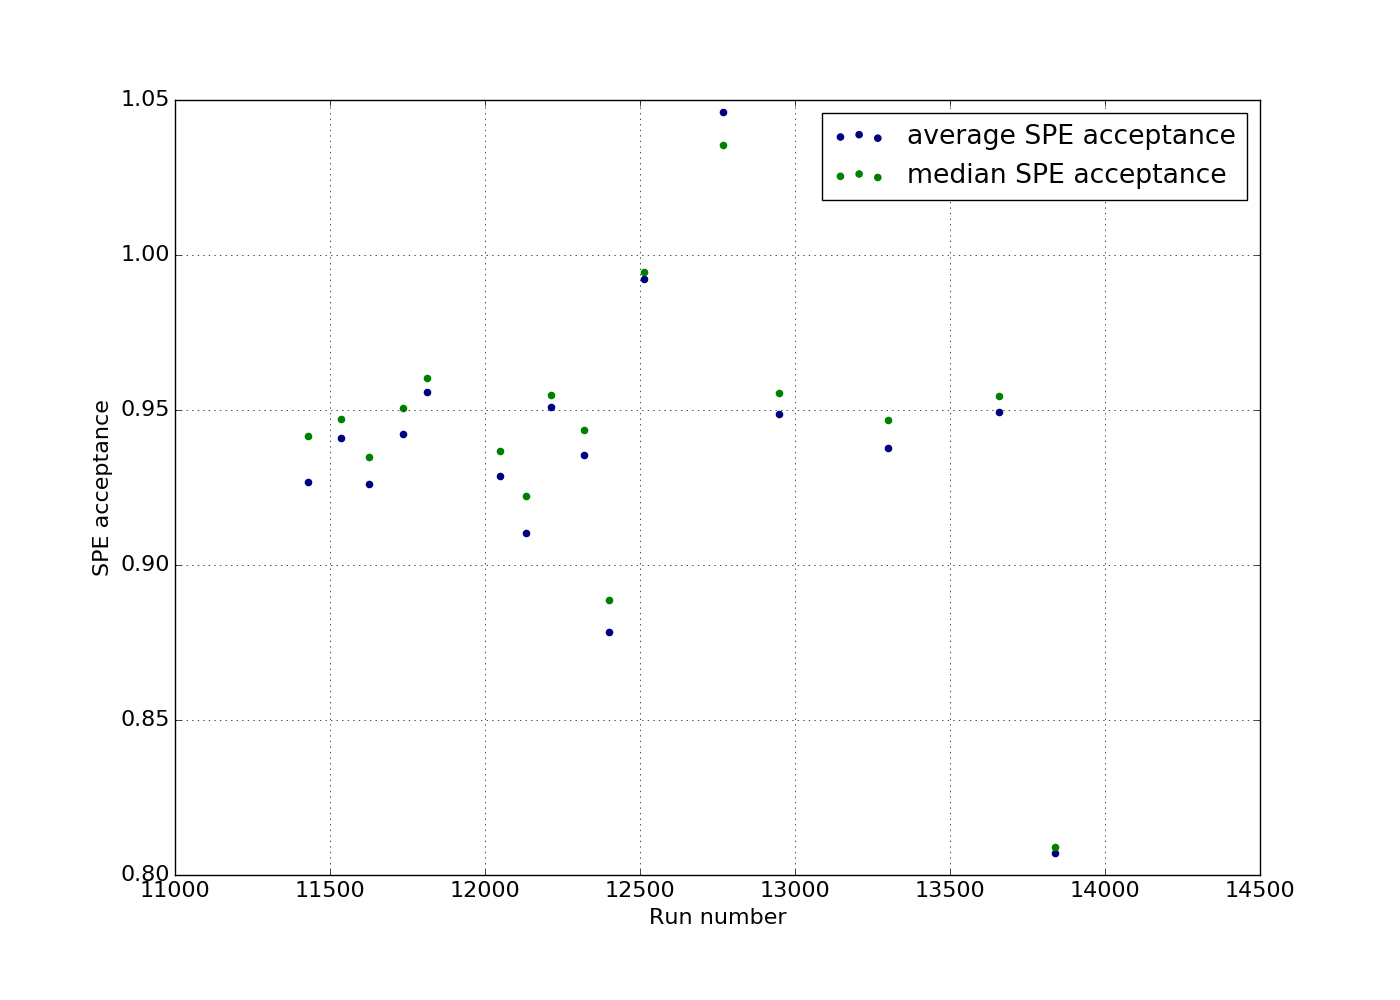 1.05
1.00
0.95
0.90
0.85
0.80
SPE acceptance
average SPE acceptance
median SPE acceptance
11000 11500 12000 12500 13000 13500 14000 14500
Run number